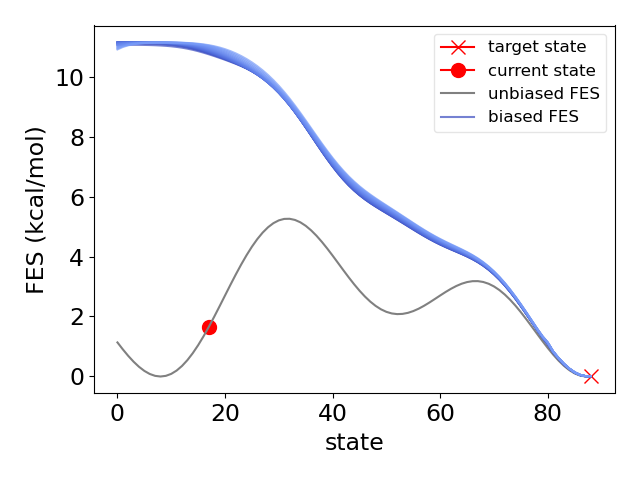 target state
current state
unbiased FES
biased FES
FES (kcal/mol)
10
8
6
4
2
0
0 20 40 60 80
state